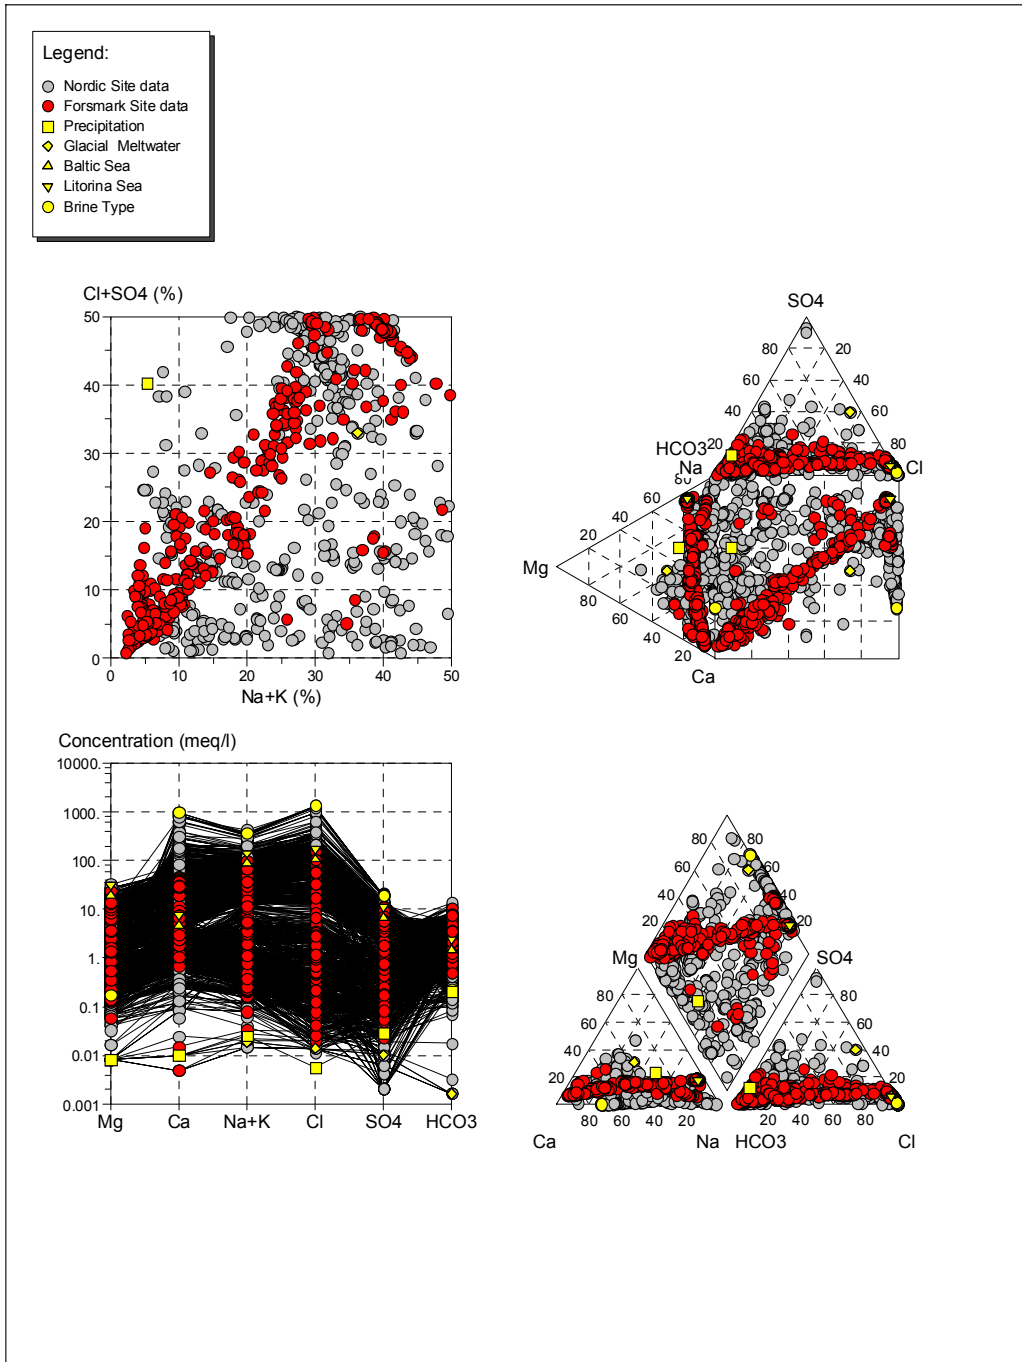 Legend:
Nordic Site data
Forsmark Site data
Precipitation
Glacial Meltwater
Baltic Sea
Litorina Sea
Brine Type
Cl+SO4 (%)
50
40
30
20
10
0
0 10 20 30 40 50
Na+K (%)
SO4
80 20
60 40
40 60
20 80
HCO3
Na Cl
80
60
40
20
Mg
80
60
40
20
Ca
Concentration (meq/l)
10000.
1000.
100.
10.
1.
0.1
0.01
0.001
Mg Ca Na+K Cl SO4 HCO3
80 80
60 60
40 40
20 20
Mg SO4
80 80
60 60
40 40
20 20
80 60 40 20 20 40 60 80
Ca Na HCO3 Cl